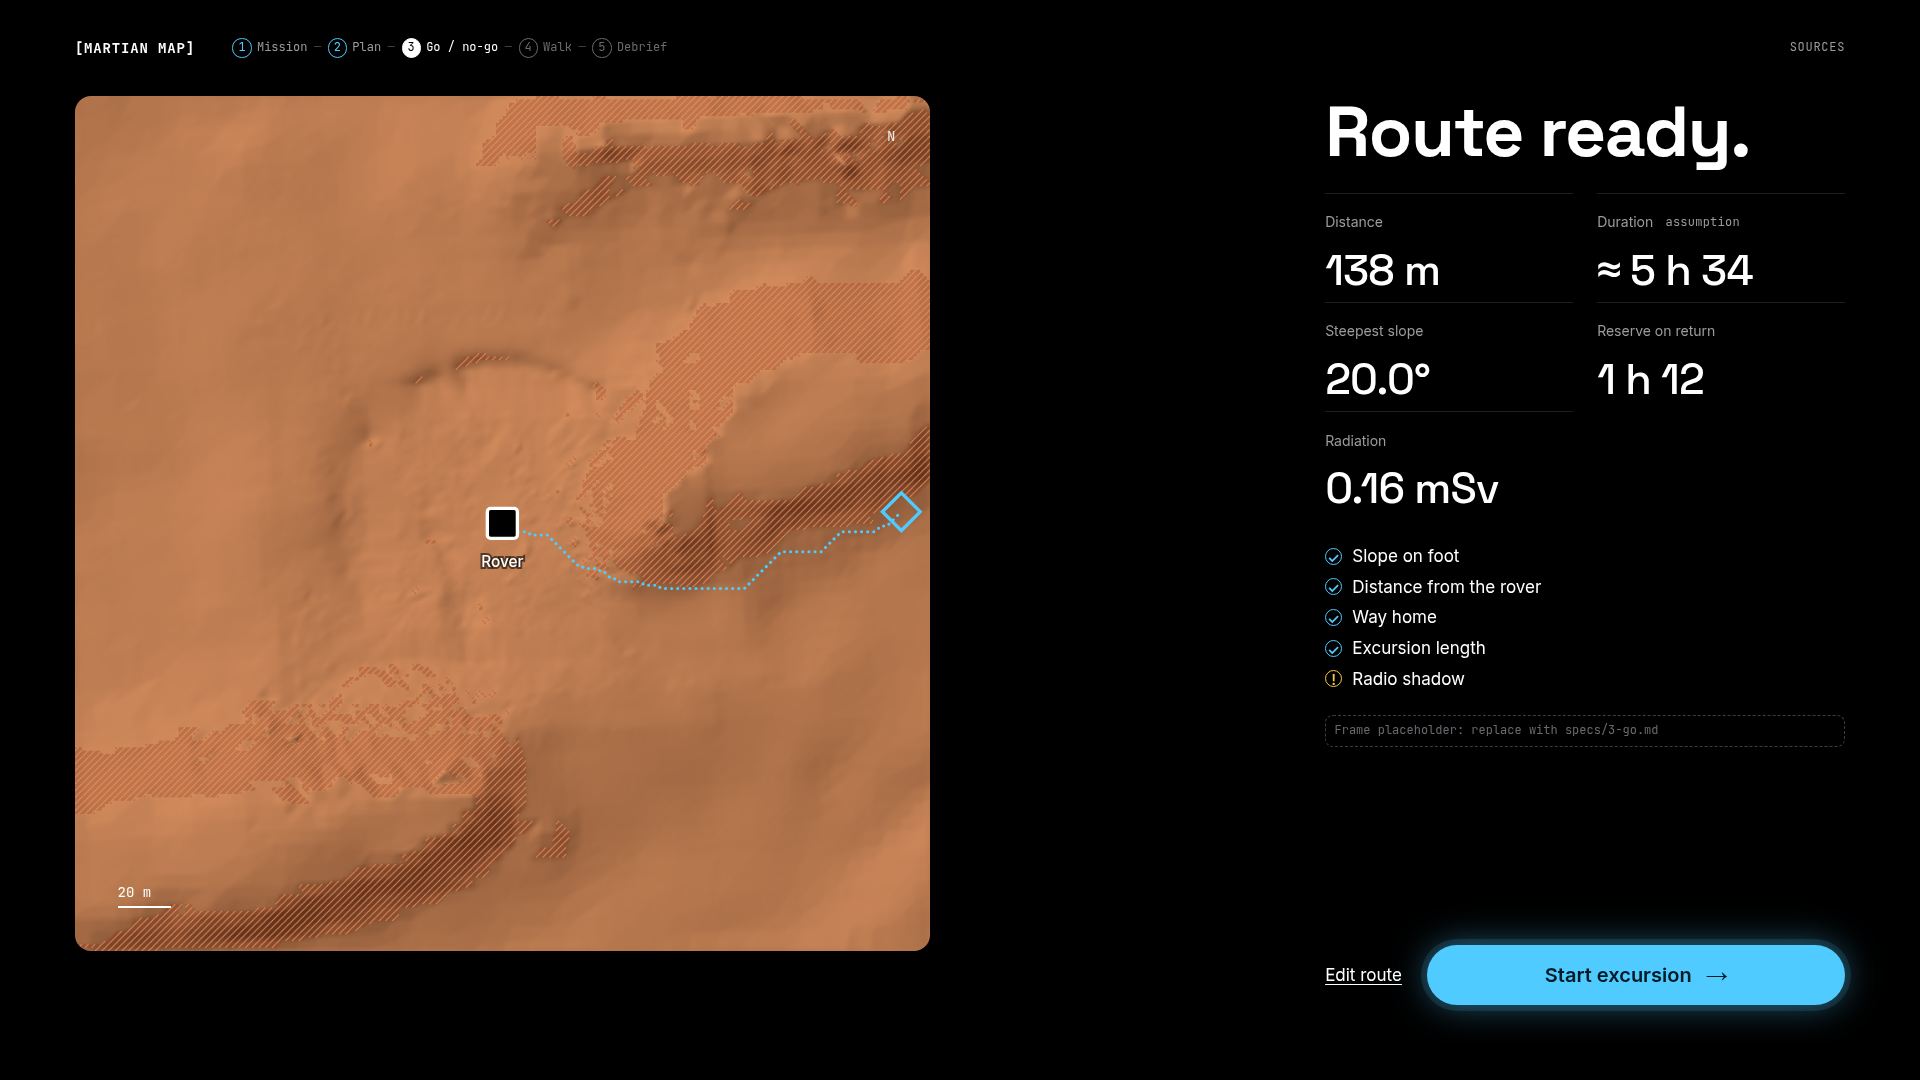 [MARTIAN MAP]
1 Mission — 2 Plan — 3 Go / no-go — 4 Walk — 5 Debrief
SOURCES
N
Rover
20 m
Route ready.
Distance
138 m
Duration assumption
≈ 5 h 34
Steepest slope
20.0°
Reserve on return
1 h 12
Radiation
0.16 mSv
Slope on foot
Distance from the rover
Way home
Excursion length
Radio shadow
Frame placeholder: replace with specs/3-go.md
Edit route
Start excursion →